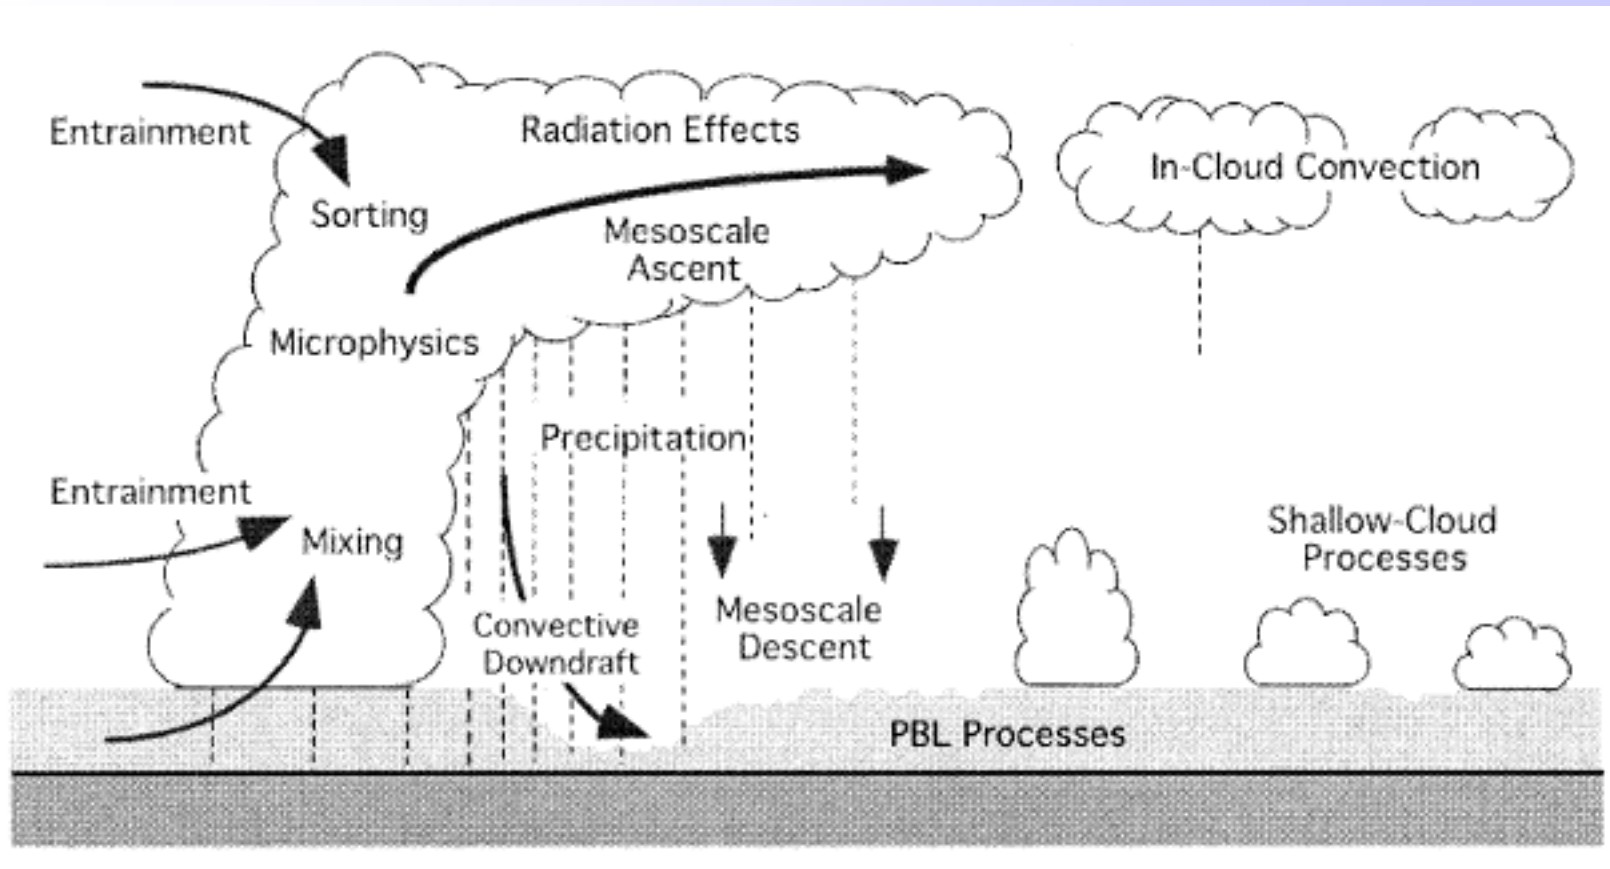 Entrainment
Radiation Effects
In-Cloud Convection
Sorting
Mesoscale
Ascent
Microphysics
Precipitation
Entrainment
Mixing
Shallow-Cloud
Processes
Convective
Downdraft
Mesoscale
Descent
PBL Processes